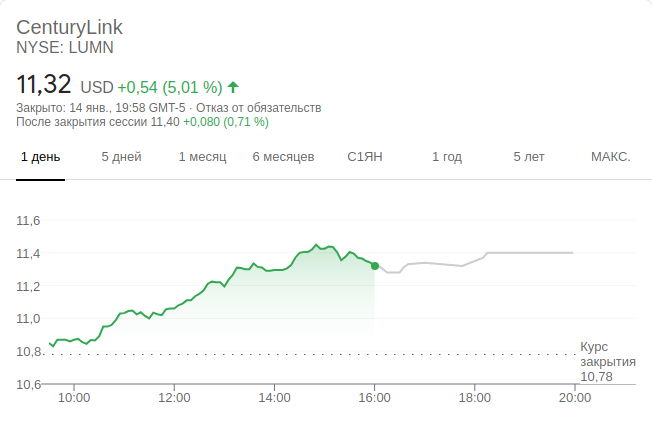 CenturyLink
NYSE: LUMN
11,32 USD +0,54 (5,01 %)
Закрыто: 14 янв., 19:58 GMT-5 · Отказ от обязательств
После закрытия сессии 11,40 +0,080 (0,71 %)
1 день 5 дней 1 месяц 6 месяцев С1ЯН 1 год 5 лет МАКС.
11,6
11,4
11,2
11,0
10,8
10,6
Курс
закрытия
10,78
10:00 12:00 14:00 16:00 18:00 20:00